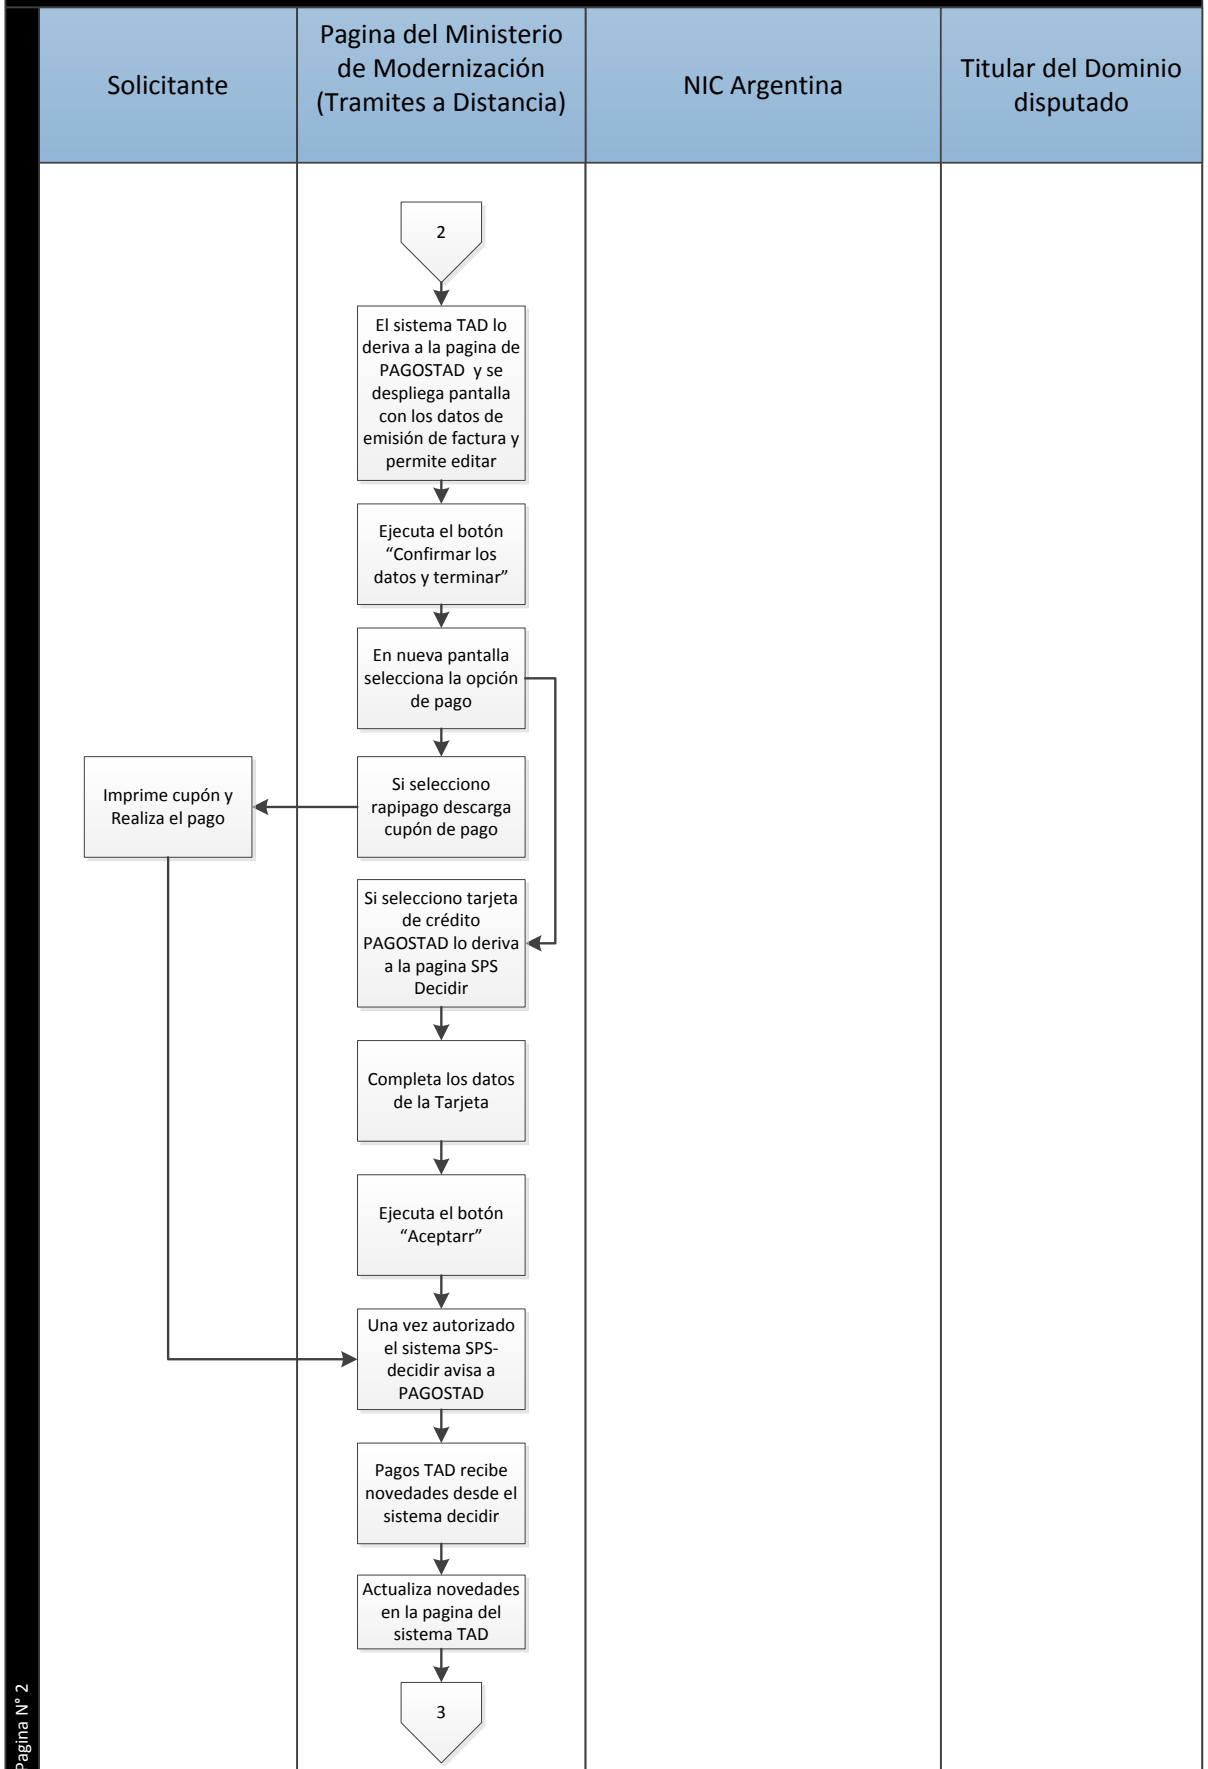 Solicitante
Pagina del Ministerio
de Modernización
(Tramites a Distancia)
NIC Argentina
Titular del Dominio
disputado
2
El sistema TAD lo
deriva a la pagina de
PAGOSTAD y se
despliega pantalla
con los datos de
emisión de factura y
permite editar
Ejecuta el botón
“Confirmar los
datos y terminar”
En nueva pantalla
selecciona la opción
de pago
Si selecciono
rapipago descarga
cupón de pago
Imprime cupón y
Realiza el pago
Si selecciono tarjeta
de crédito
PAGOSTAD lo deriva
a la pagina SPS
Decidir
Completa los datos
de la Tarjeta
Ejecuta el botón
“Aceptarr”
Una vez autorizado
el sistema SPS-
decidir avisa a
PAGOSTAD
Pagos TAD recibe
novedades desde el
sistema decidir
Actualiza novedades
en la pagina del
sistema TAD
3
Pagina N° 2